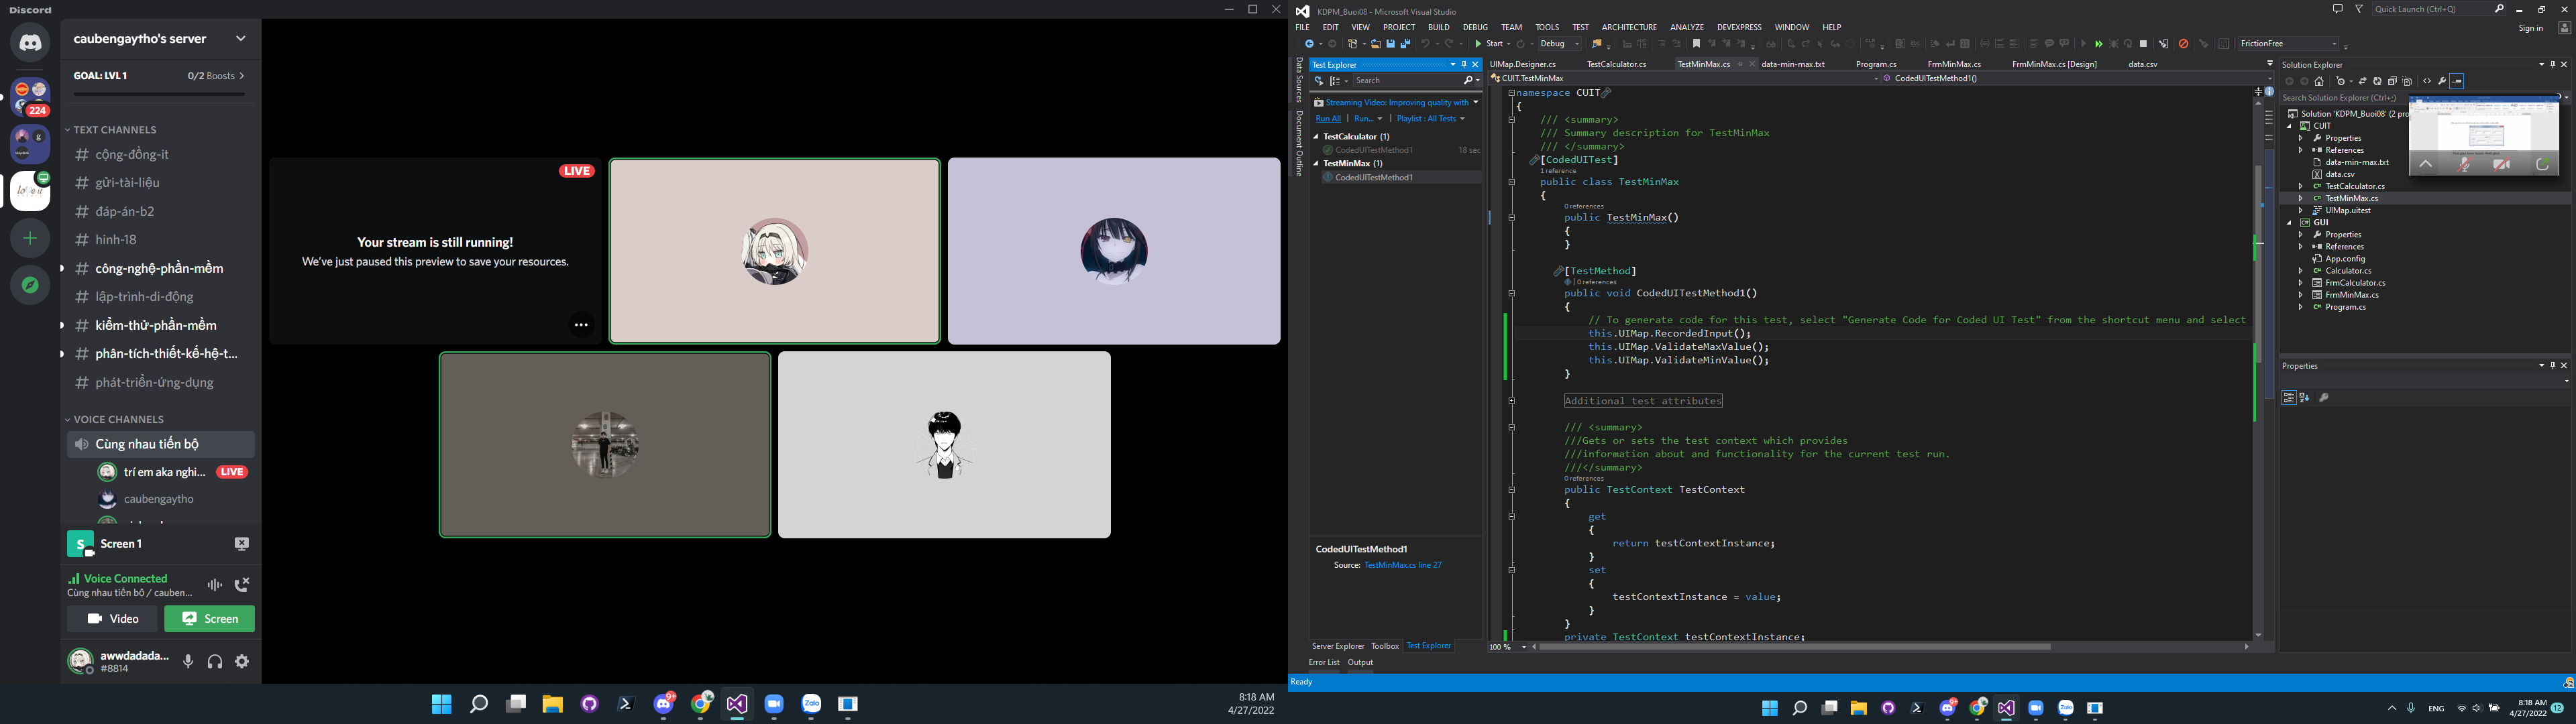 Discord
caubengaytho's server
GOAL: LVL 1
0/2 Boosts
224
TEXT CHANNELS
cộng-đồng-it
gửi-tài-liệu
đáp-án-b2
hinh-18
công-nghệ-phần-mềm
lập-trình-di-động
kiểm-thử-phần-mềm
phân-tích-thiết-kế-hệ-t...
phát-triển-ứng-dụng
VOICE CHANNELS
Cùng nhau tiến bộ
trí em aka nghi... LIVE
caubengaytho
S Screen 1
Voice Connected
Cùng nhau tiến bộ / cauben...
Video
Screen
awwdadada...
#8814
LIVE
Your stream is still running!
We've just paused this preview to save your resources.
9+
Zalo
8:18 AM
4/27/2022
KDPM_Buoi08 - Microsoft Visual Studio
Quick Launch (Ctrl+Q)
FILE EDIT VIEW PROJECT BUILD DEBUG TEAM TOOLS TEST ARCHITECTURE ANALYZE DEVEXPRESS WINDOW HELP
Sign in
Start
Debug
FrictionFree
Data Sources
Document Outline
Test Explorer
Search
Streaming Video: Improving quality with
Run All | Run... | Playlist : All Tests
TestCalculator (1)
CodedUITestMethod1 18 sec
TestMinMax (1)
CodedUITestMethod1
CodedUITestMethod1
Source: TestMinMax.cs line 27
Server Explorer Toolbox Test Explorer
Error List Output
Ready
UIMap.Designer.cs TestCalculator.cs TestMinMax.cs data-min-max.txt Program.cs FrmMinMax.cs FrmMinMax.cs [Design] data.csv
CUIT.TestMinMax
CodedUITestMethod1()
namespace CUIT
{
/// <summary>
/// Summary description for TestMinMax
/// </summary>
[CodedUITest]
1 reference
public class TestMinMax
{
0 references
public TestMinMax()
{
}
[TestMethod]
| 0 references
public void CodedUITestMethod1()
{
// To generate code for this test, select "Generate Code for Coded UI Test" from the shortcut menu and select
this.UIMap.RecordedInput();
this.UIMap.ValidateMaxValue();
this.UIMap.ValidateMinValue();
}
Additional test attributes
/// <summary>
///Gets or sets the test context which provides
///information about and functionality for the current test run.
///</summary>
0 references
public TestContext TestContext
{
get
{
return testContextInstance;
}
set
{
testContextInstance = value;
}
}
private TestContext testContextInstance;
100 %
Solution Explorer
Search Solution Explorer (Ctrl+;)
Solution 'KDPM_Buoi08' (2 pro
CUIT
Properties
References
data-min-max.txt
data.csv
TestCalculator.cs
TestMinMax.cs
UIMap.uitest
GUI
Properties
References
App.config
Calculator.cs
FrmCalculator.cs
FrmMinMax.cs
Program.cs
Properties
9+
Zalo
ENG
8:18 AM
4/27/2022
12